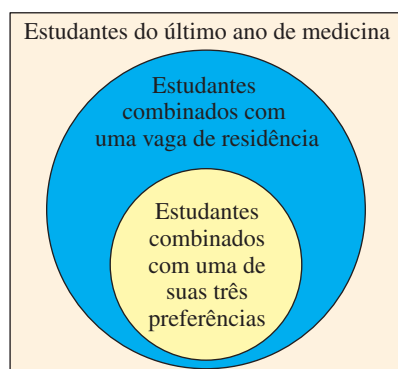 Estudantes do último ano de medicina
Estudantes
combinados com
uma vaga de residência
Estudantes
combinados
com uma de
suas três
preferências